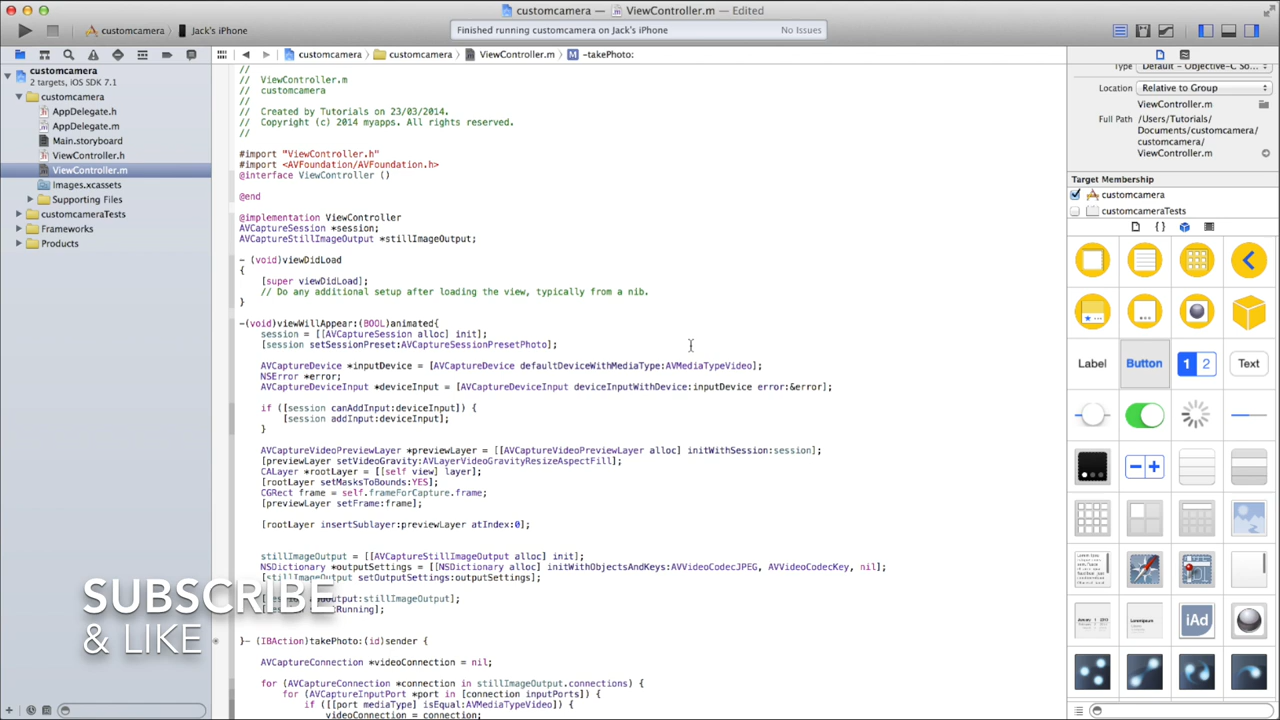 customcamera — ViewController.m — Edited
customcamera Jack's iPhone
Finished running customcamera on Jack's iPhone No Issues
customcamera customcamera ViewController.m -takePhoto:
customcamera
2 targets, iOS SDK 7.1
customcamera
AppDelegate.h
AppDelegate.m
Main.storyboard
ViewController.h
ViewController.m
Images.xcassets
Supporting Files
customcameraTests
Frameworks
Products
//
// ViewController.m
// customcamera
//
// Created by Tutorials on 23/03/2014.
// Copyright (c) 2014 myapps. All rights reserved.
//
#import "ViewController.h"
#import <AVFoundation/AVFoundation.h>
@interface ViewController ()
@end
@implementation ViewController
AVCaptureSession *session;
AVCaptureStillImageOutput *stillImageOutput;
- (void)viewDidLoad
{
[super viewDidLoad];
// Do any additional setup after loading the view, typically from a nib.
}
-(void)viewWillAppear:(BOOL)animated{
session = [[AVCaptureSession alloc] init];
[session setSessionPreset:AVCaptureSessionPresetPhoto];
AVCaptureDevice *inputDevice = [AVCaptureDevice defaultDeviceWithMediaType:AVMediaTypeVideo];
NSError *error;
AVCaptureDeviceInput *deviceInput = [AVCaptureDeviceInput deviceInputWithDevice:inputDevice error:&error];
if ([session canAddInput:deviceInput]) {
[session addInput:deviceInput];
}
AVCaptureVideoPreviewLayer *previewLayer = [[AVCaptureVideoPreviewLayer alloc] initWithSession:session];
[previewLayer setVideoGravity:AVLayerVideoGravityResizeAspectFill];
CALayer *rootLayer = [[self view] layer];
[rootLayer setMasksToBounds:YES];
CGRect frame = self.frameForCapture.frame;
[previewLayer setFrame:frame];
[rootLayer insertSublayer:previewLayer atIndex:0];
stillImageOutput = [[AVCaptureStillImageOutput alloc] init];
NSDictionary *outputSettings = [[NSDictionary alloc] initWithObjectsAndKeys:AVVideoCodecJPEG, AVVideoCodecKey, nil];
[stillImageOutput setOutputSettings:outputSettings];
:stillImageOutput];
Running];
}- (IBAction)takePhoto:(id)sender {
AVCaptureConnection *videoConnection = nil;
for (AVCaptureConnection *connection in stillImageOutput.connections) {
for (AVCaptureInputPort *port in [connection inputPorts]) {
if ([[port mediaType] isEqual:AVMediaTypeVideo]) {
videoConnection = connection;
SUBSCRIBE
& LIKE
Type Default - Objective-C So...
Location Relative to Group
ViewController.m
Full Path /Users/Tutorials/
Documents/customcamera/
customcamera/
ViewController.m
Target Membership
customcamera
customcameraTests
Label Button 1 2 Text
iAd